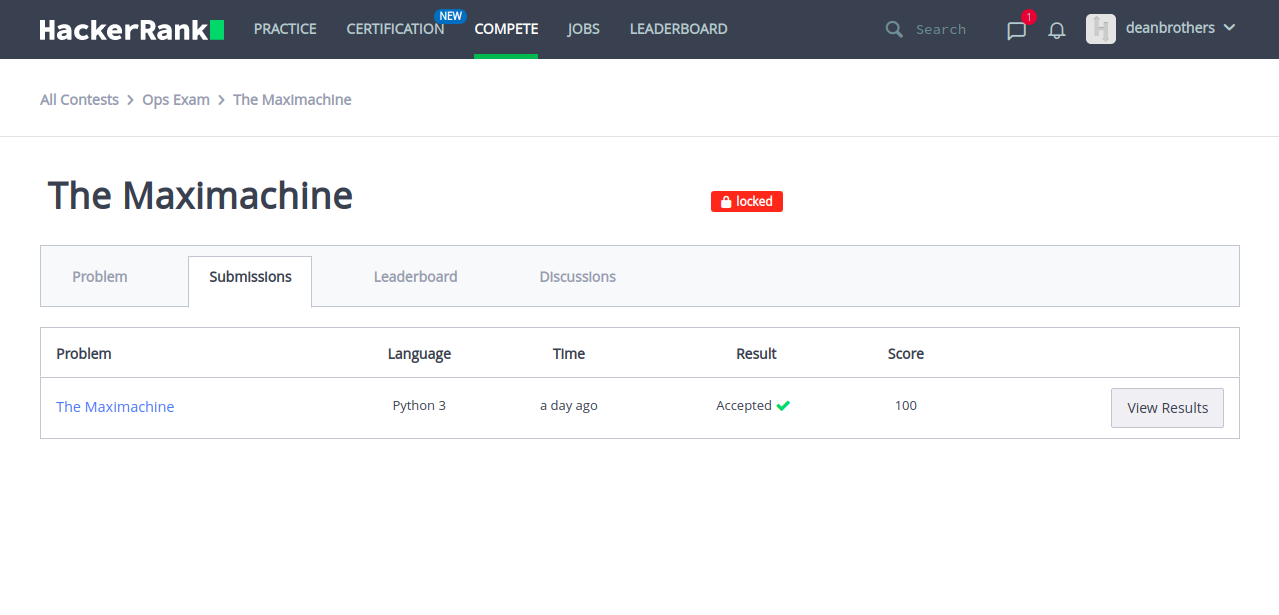 HackerRank PRACTICE CERTIFICATION NEW COMPETE JOBS LEADERBOARD Search 1 deanbrothers
All Contests > Ops Exam > The Maximachine
The Maximachine locked
Problem Submissions Leaderboard Discussions
Problem Language Time Result Score
The Maximachine Python 3 a day ago Accepted ✔ 100 View Results